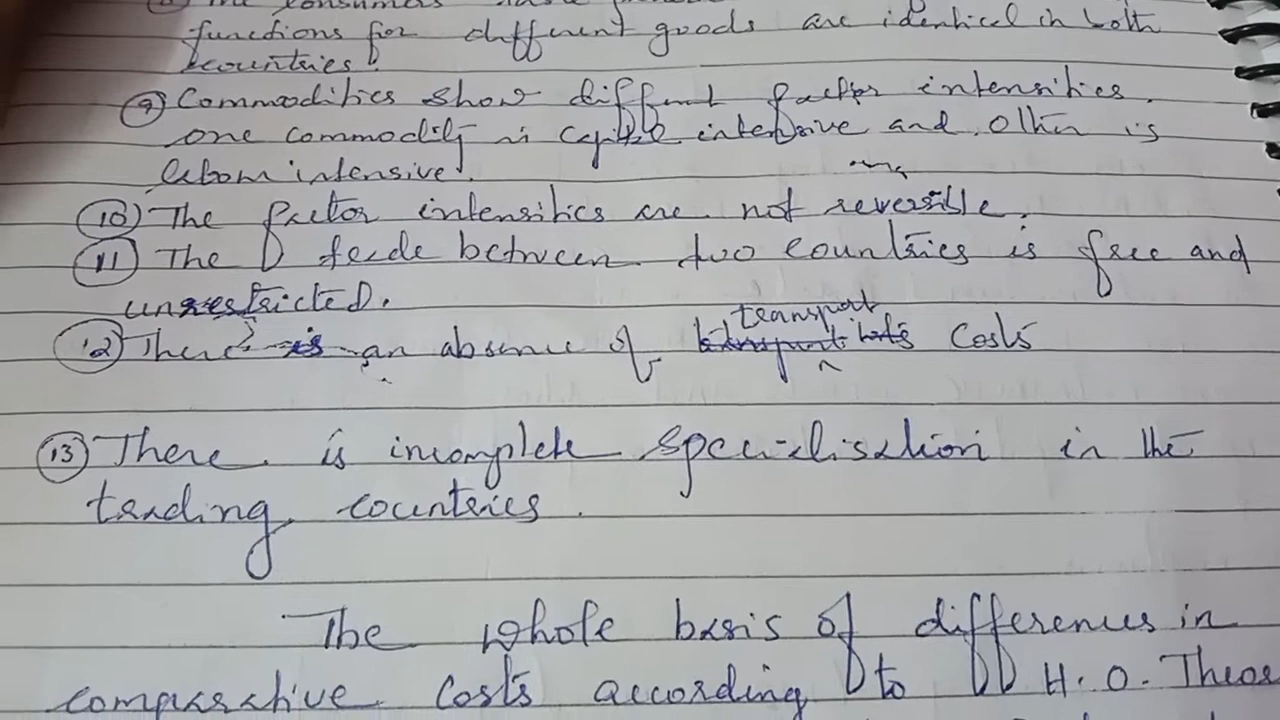 consumers
functions for different goods are identical in both
countries.
9) Commodities show different factor intensities.
one commodity is capital intensive and other is
labour intensive.
10) The factor intensities are not reversible.
11) The trade between two countries is free and
unrestricted.
12) There is an absence of transport costs
13) There is incomplete specialisation in the
trading countries.
The whole basis of differences in
comparative costs according to H.O. Theor